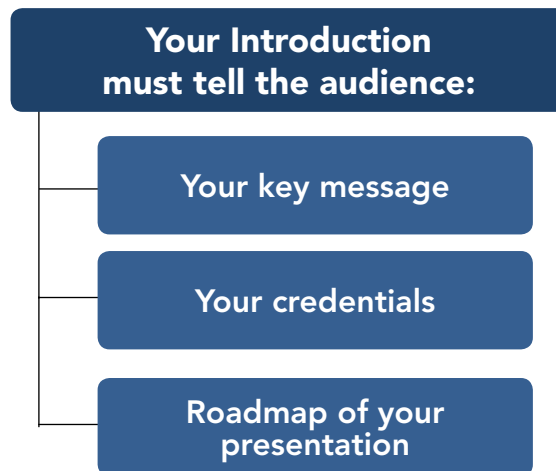 Your Introduction
must tell the audience:
Your key message
Your credentials
Roadmap of your
presentation